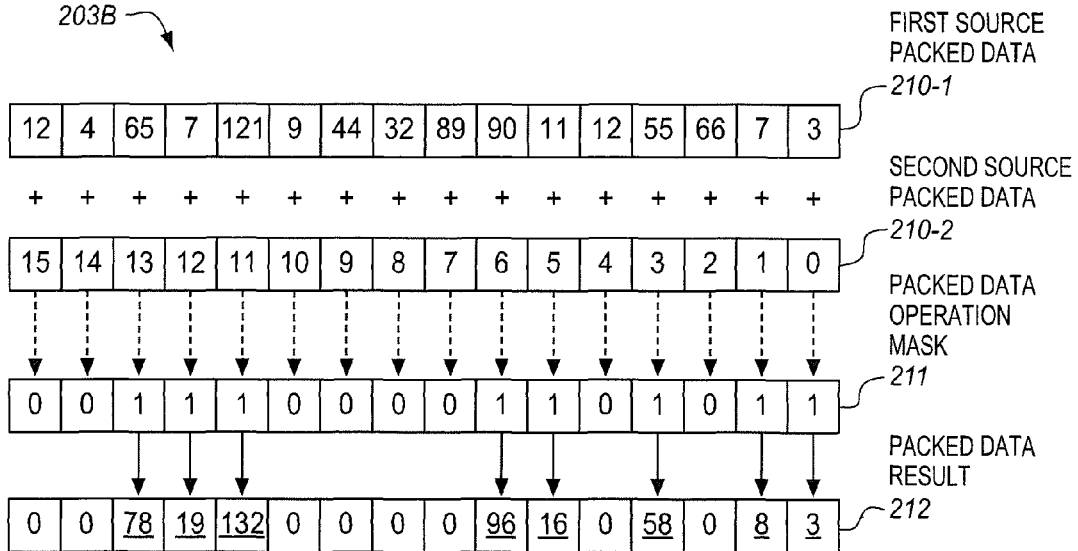 203B
FIRST SOURCE
PACKED DATA
210-1
12 4 65 7 121 9 44 32 89 90 11 12 55 66 7 3
SECOND SOURCE
PACKED DATA
210-2
+ + + + + + + + + + + + + + + +
15 14 13 12 11 10 9 8 7 6 5 4 3 2 1 0
PACKED DATA
OPERATION
MASK
211
0 0 1 1 1 0 0 0 0 1 1 0 1 0 1 1
PACKED DATA
RESULT
212
0 0 78 19 132 0 0 0 0 96 16 0 58 0 8 3